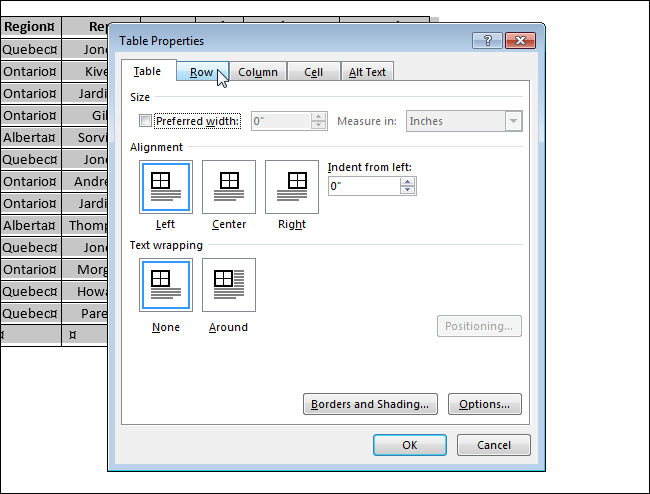 Region¤ Re
Table Properties
?
Quebec¤ Jon
Ontario¤ Kive
Ontario¤ Jardi
Ontario¤ Gil
Alberta¤ Sorvi
Quebec¤ Jon
Ontario¤ Andre
Ontario¤ Jardi
Alberta¤ Thomp
Quebec¤ Jon
Ontario¤ Morg
Quebec¤ Howa
Quebec¤ Pare
¤ ¤
Table Row Column Cell Alt Text
Size
Preferred width: 0" Measure in: Inches
Alignment
Indent from left:
0"
Left Center Right
Text wrapping
None Around
Positioning...
Borders and Shading... Options...
OK Cancel